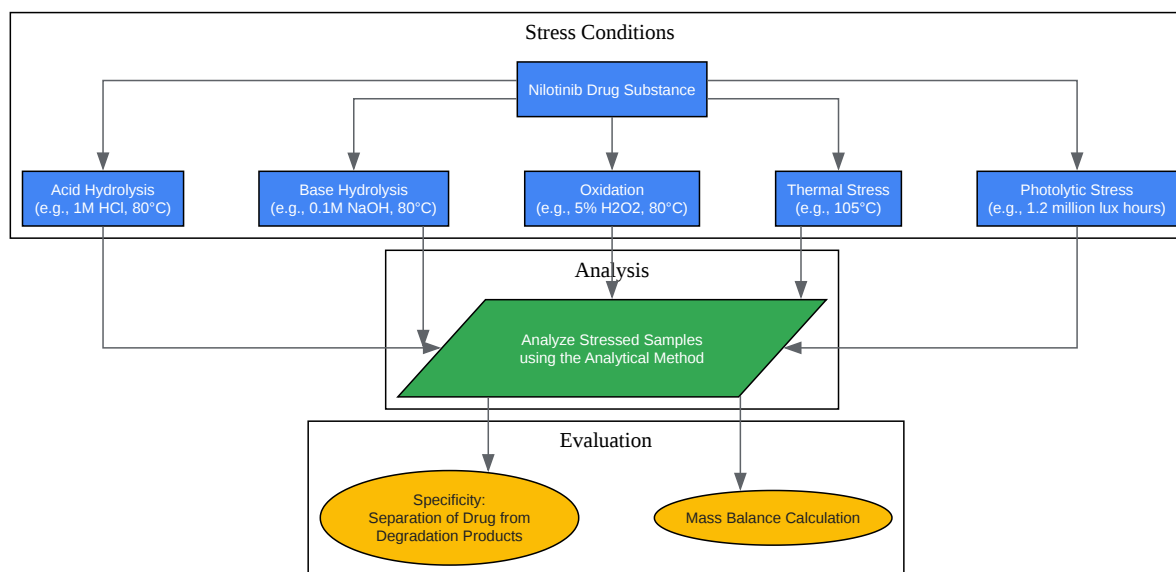 Stress Conditions
Nilotinib Drug Substance
Acid Hydrolysis
(e.g., 1M HCl, 80°C)
Base Hydrolysis
(e.g., 0.1M NaOH, 80°C)
Oxidation
(e.g., 5% H2O2, 80°C)
Thermal Stress
(e.g., 105°C)
Photolytic Stress
(e.g., 1.2 million lux hours)
Analysis
Analyze Stressed Samples
using the Analytical Method
Evaluation
Specificity:
Separation of Drug from
Degradation Products
Mass Balance Calculation